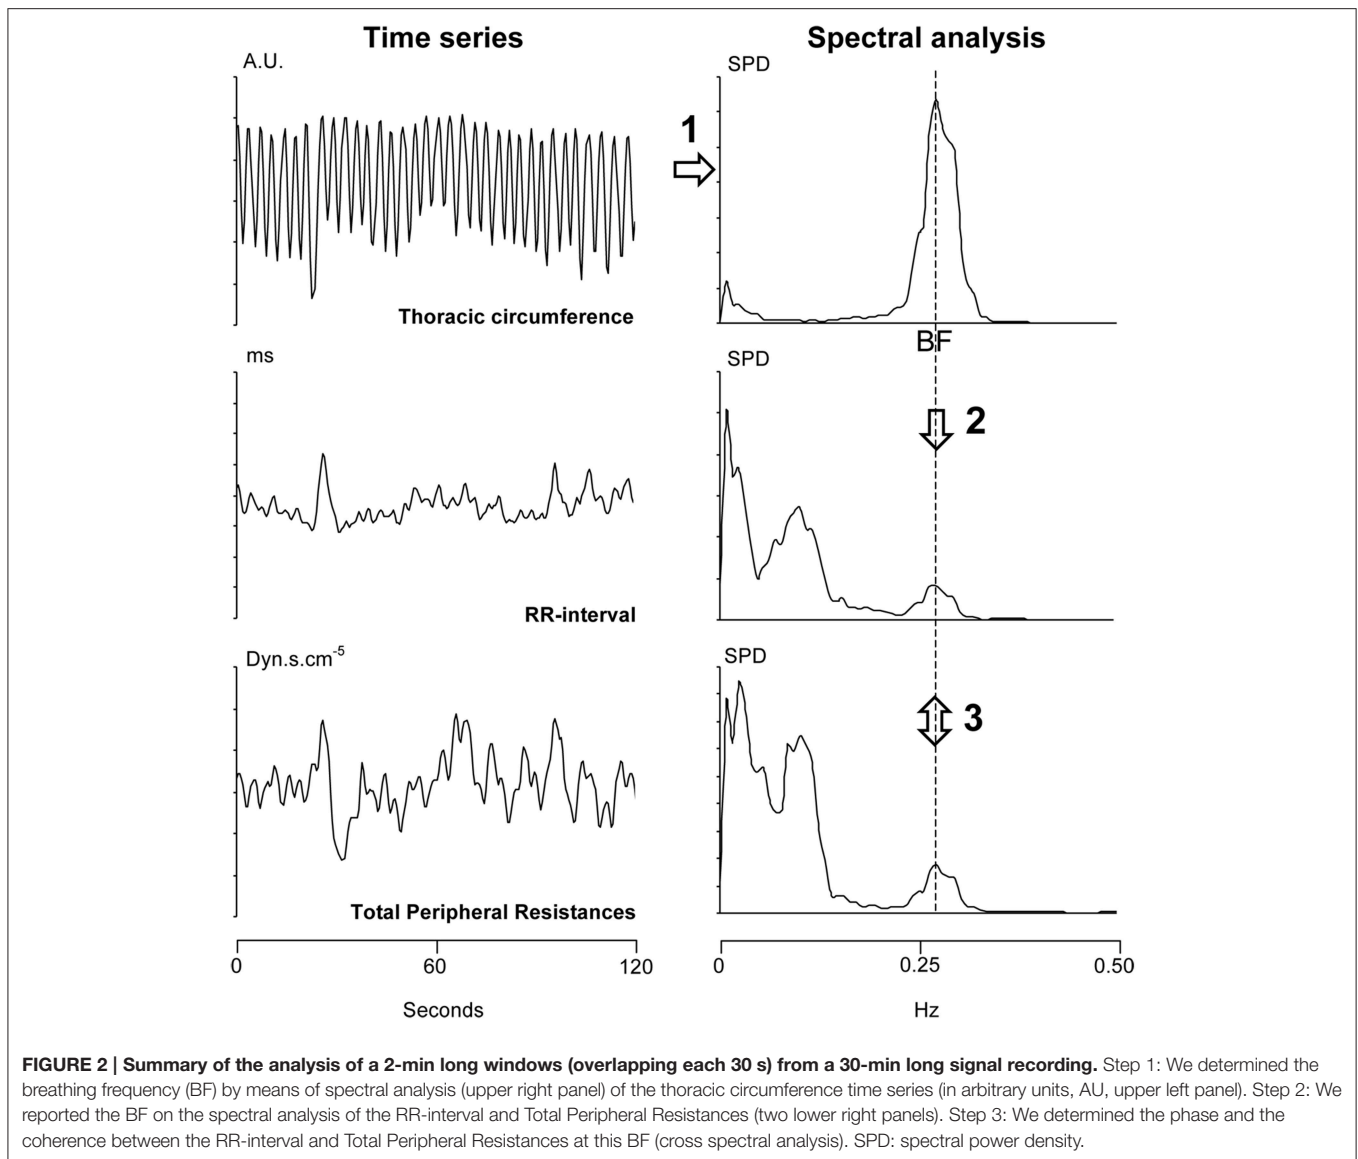 Time series
Spectral analysis
A.U.
SPD
1
Thoracic circumference
BF
ms
SPD
2
RR-interval
Dyn.s.cm-5
SPD
3
Total Peripheral Resistances
0 60 120
0 0.25 0.50
Seconds
Hz
FIGURE 2 | Summary of the analysis of a 2-min long windows (overlapping each 30 s) from a 30-min long signal recording. Step 1: We determined the
breathing frequency (BF) by means of spectral analysis (upper right panel) of the thoracic circumference time series (in arbitrary units, AU, upper left panel). Step 2: We
reported the BF on the spectral analysis of the RR-interval and Total Peripheral Resistances (two lower right panels). Step 3: We determined the phase and the
coherence between the RR-interval and Total Peripheral Resistances at this BF (cross spectral analysis). SPD: spectral power density.